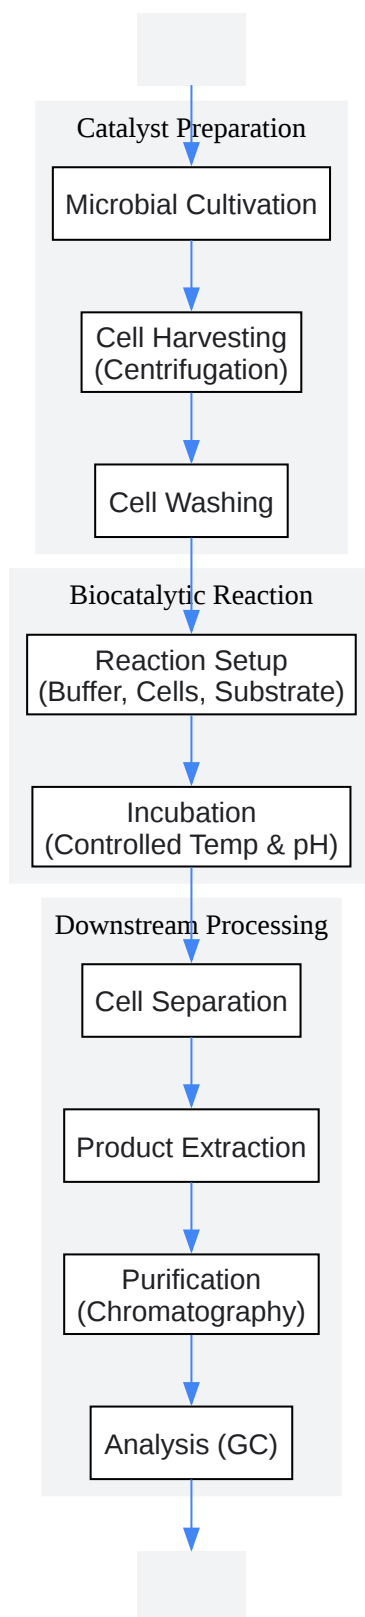 Catalyst Preparation
Microbial Cultivation
Cell Harvesting
(Centrifugation)
Cell Washing
Biocatalytic Reaction
Reaction Setup
(Buffer, Cells, Substrate)
Incubation
(Controlled Temp & pH)
Downstream Processing
Cell Separation
Product Extraction
Purification
(Chromatography)
Analysis (GC)